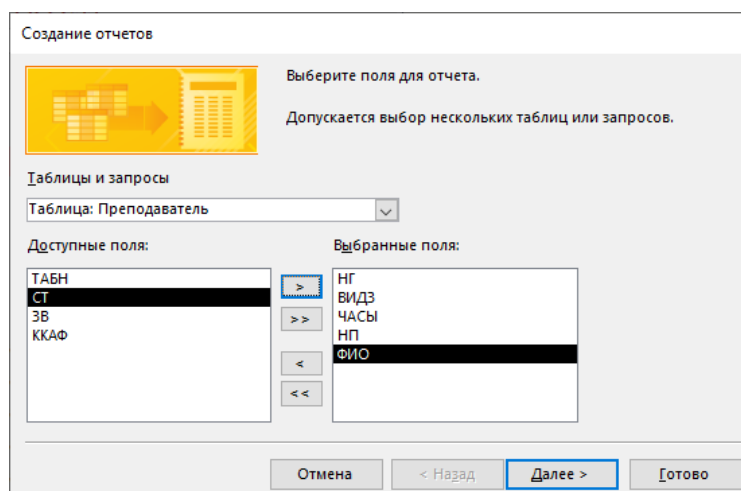 Создание отчетов
Выберите поля для отчета.
Допускается выбор нескольких таблиц или запросов.
Таблицы и запросы
Таблица: Преподаватель
Доступные поля:
Выбранные поля:
ТАБН
СТ
ЗВ
ККАФ
>
>>
<
<<
НГ
ВИДЗ
ЧАСЫ
НП
ФИО
Отмена
< Назад
Далее >
Готово